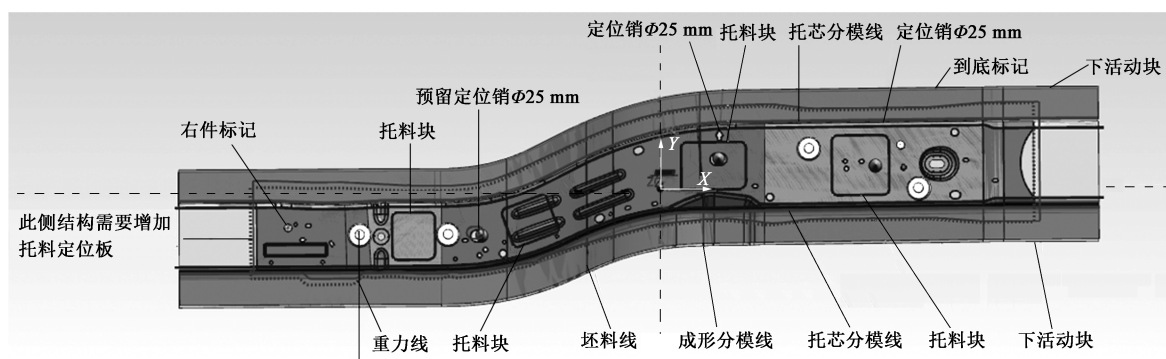 定位销Φ25 mm
托料块
托芯分模线
定位销Φ25 mm
到底标记
下活动块
预留定位销Φ25 mm
右件标记
托料块
Y
X
此侧结构需要增加
托料定位板
重力线
托料块
坯料线
成形分模线
托芯分模线
托料块
下活动块